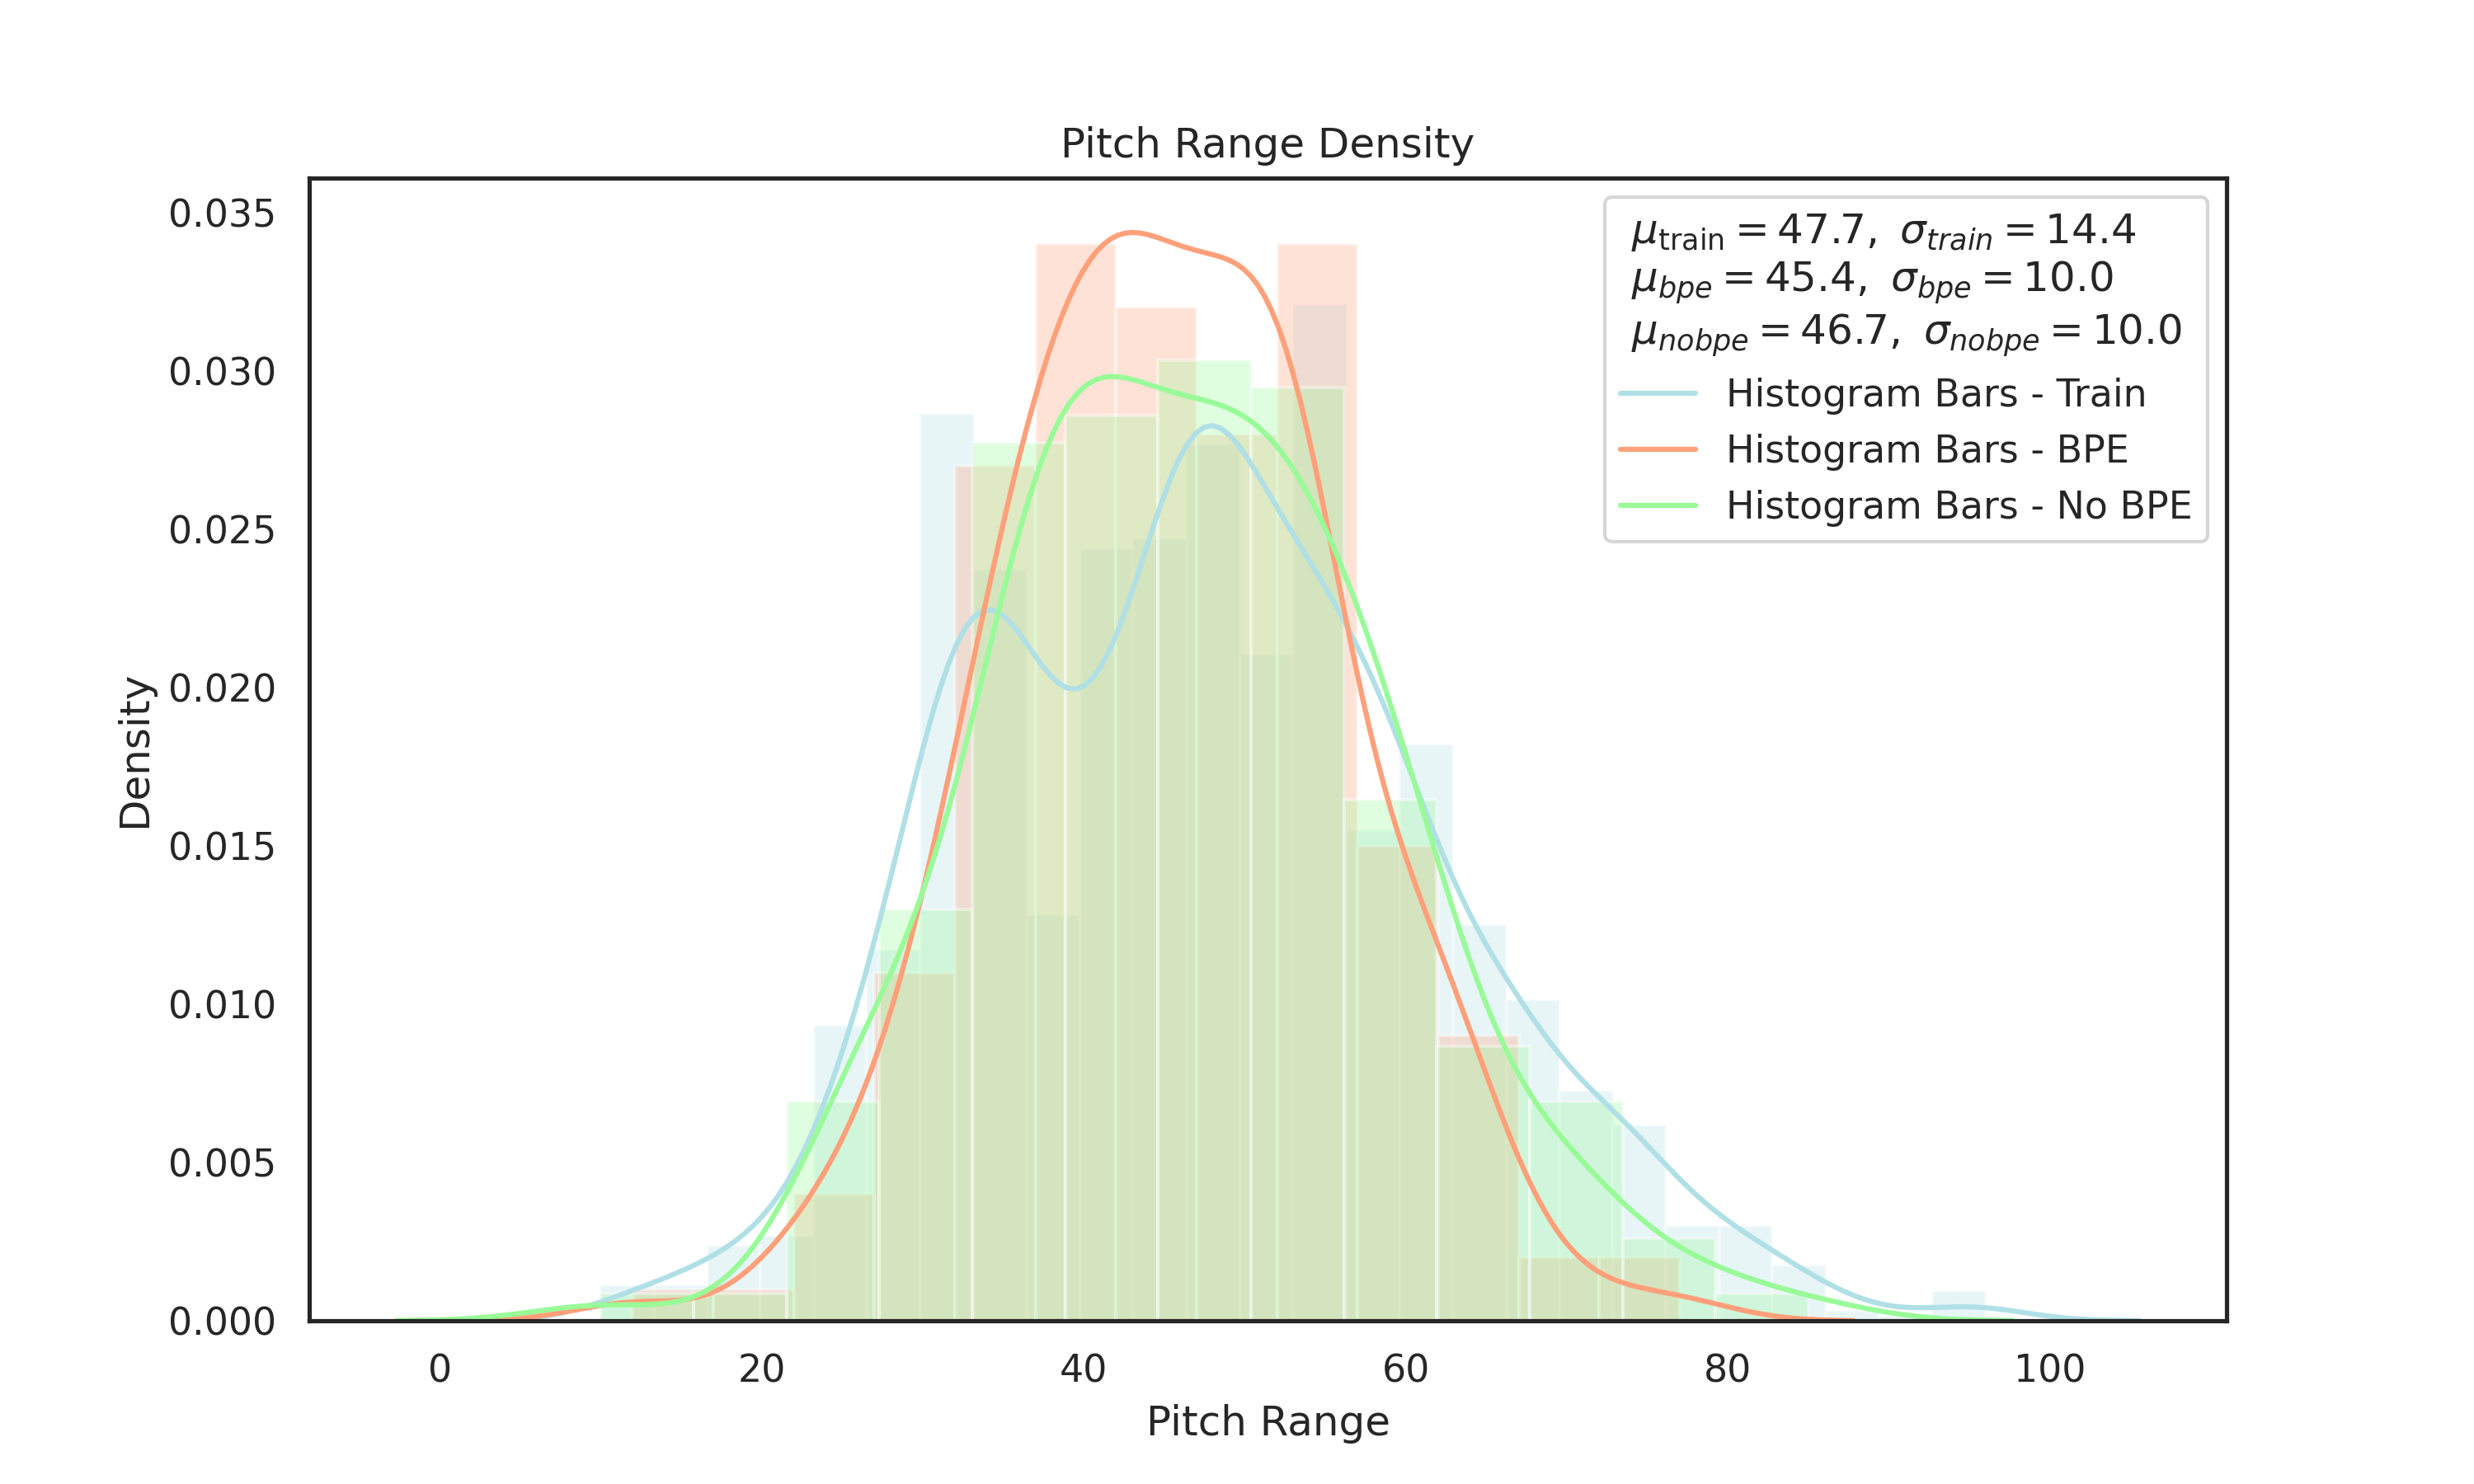 Pitch Range Density
0.035
0.030
0.025
0.020
0.015
0.010
0.005
0.000
Density
μtrain = 47.7, σtrain = 14.4
μbpe = 45.4, σbpe = 10.0
μnobpe = 46.7, σnobpe = 10.0
Histogram Bars - Train
Histogram Bars - BPE
Histogram Bars - No BPE
0 20 40 60 80 100
Pitch Range